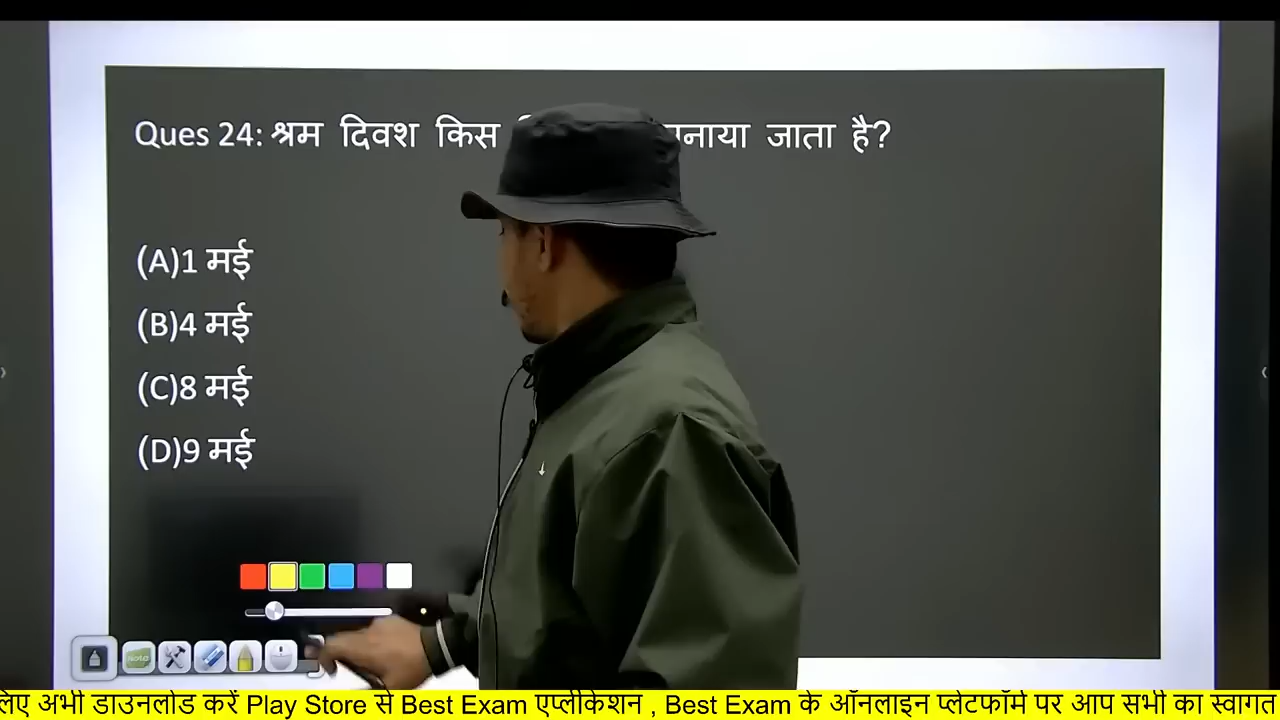 Ques 24: श्रम दिवश किस जाता है?
(A)1 मई
(B)4 मई
(C)8 मई
(D)9 मई
लिए अभी डाउनलोड करें Play Store से Best Exam एप्लीकेशन , Best Exam के ऑनलाइन प्लेटफॉर्म पर आप सभी का स्वागत